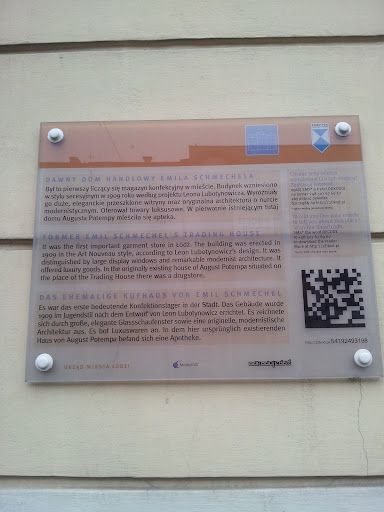 DAWNY DOM HANDLOWY EMILA SCHMECHELA
Był to pierwszy liczący się magazyn konfekcyjny w mieście. Budynek wzniesiono
w stylu secesyjnym w 1909 roku według projektu Leona Lubotynowicza. Wyróżniały
go duże, eleganckie przeszklone witryny oraz oryginalna architektura o nurcie
modernistycznym. Oferował towary luksusowe. W pierwotnie istniejącym tutaj
domu Augusta Potempy mieściła się apteka.
FORMER EMIL SCHMECHEL'S TRADING HOUSE
It was the first important garment store in Łódź. The building was erected in
1909 in the Art Nouveau style, according to Leon Lubotynowicz's design. It was
distinguished by large display windows and remarkable modernist architecture. It
offered luxury goods. In the originally existing house of August Potempa situated on
the place of the Trading House there was a drugstore.
DAS EHEMALIGE KUFHAUS VON EMIL SCHMECHEL
Es war das erste bedeutende Konfektionslager in der Stadt. Das Gebäude wurde
1909 im Jugendstil nach dem Entwurf von Leon Lubotynowicz errichtet. Es zeichnete
sich durch große, elegante Glasschaufenster sowie eine originelle, modernistische
Architektur aus. Es bot Luxuswaren an. In dem hier ursprünglich existierenden
Haus von August Potempa befand sich eine Apotheke.
URZĄD MIASTA ŁODZI
54192493198